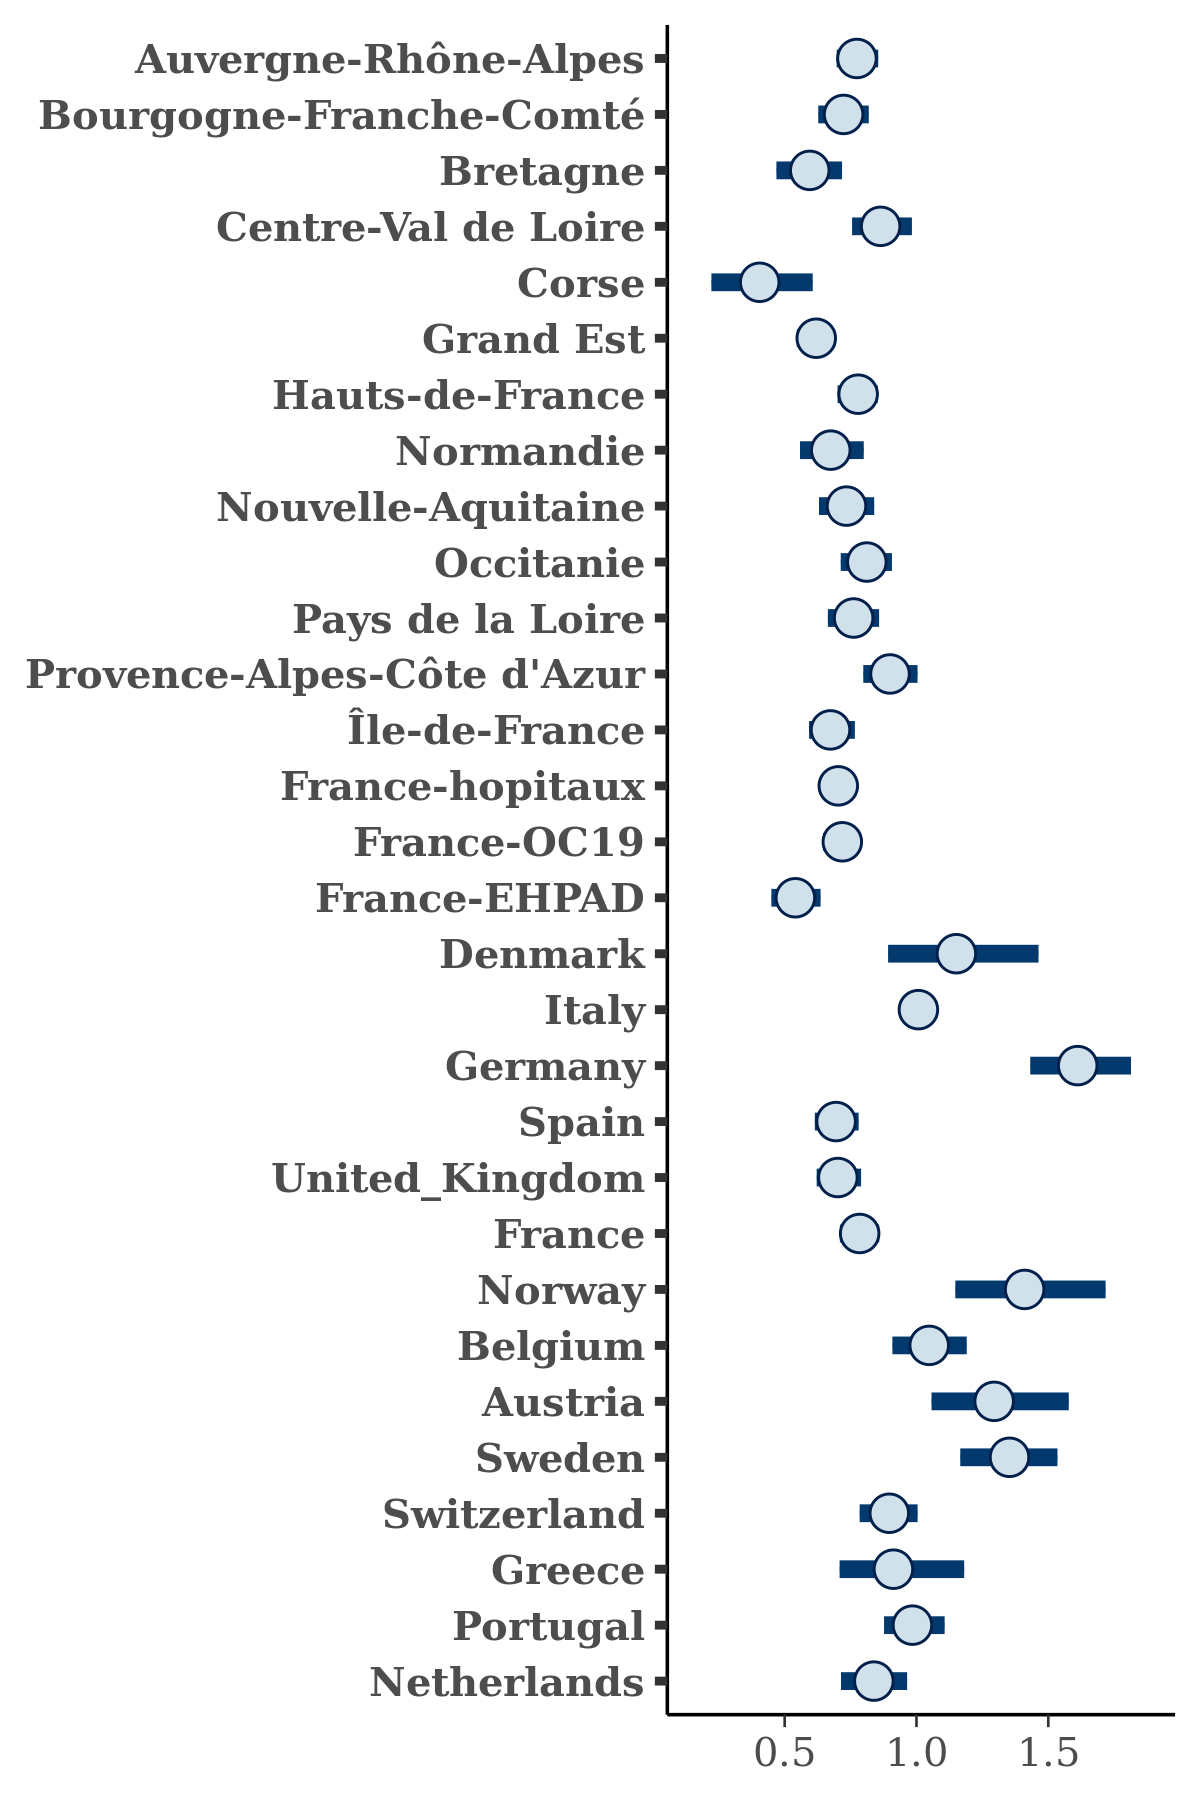 Auvergne-Rhône-Alpes
Bourgogne-Franche-Comté
Bretagne
Centre-Val de Loire
Corse
Grand Est
Hauts-de-France
Normandie
Nouvelle-Aquitaine
Occitanie
Pays de la Loire
Provence-Alpes-Côte d'Azur
Île-de-France
France-hopitaux
France-OC19
France-EHPAD
Denmark
Italy
Germany
Spain
United_Kingdom
France
Norway
Belgium
Austria
Sweden
Switzerland
Greece
Portugal
Netherlands
0.5 1.0 1.5